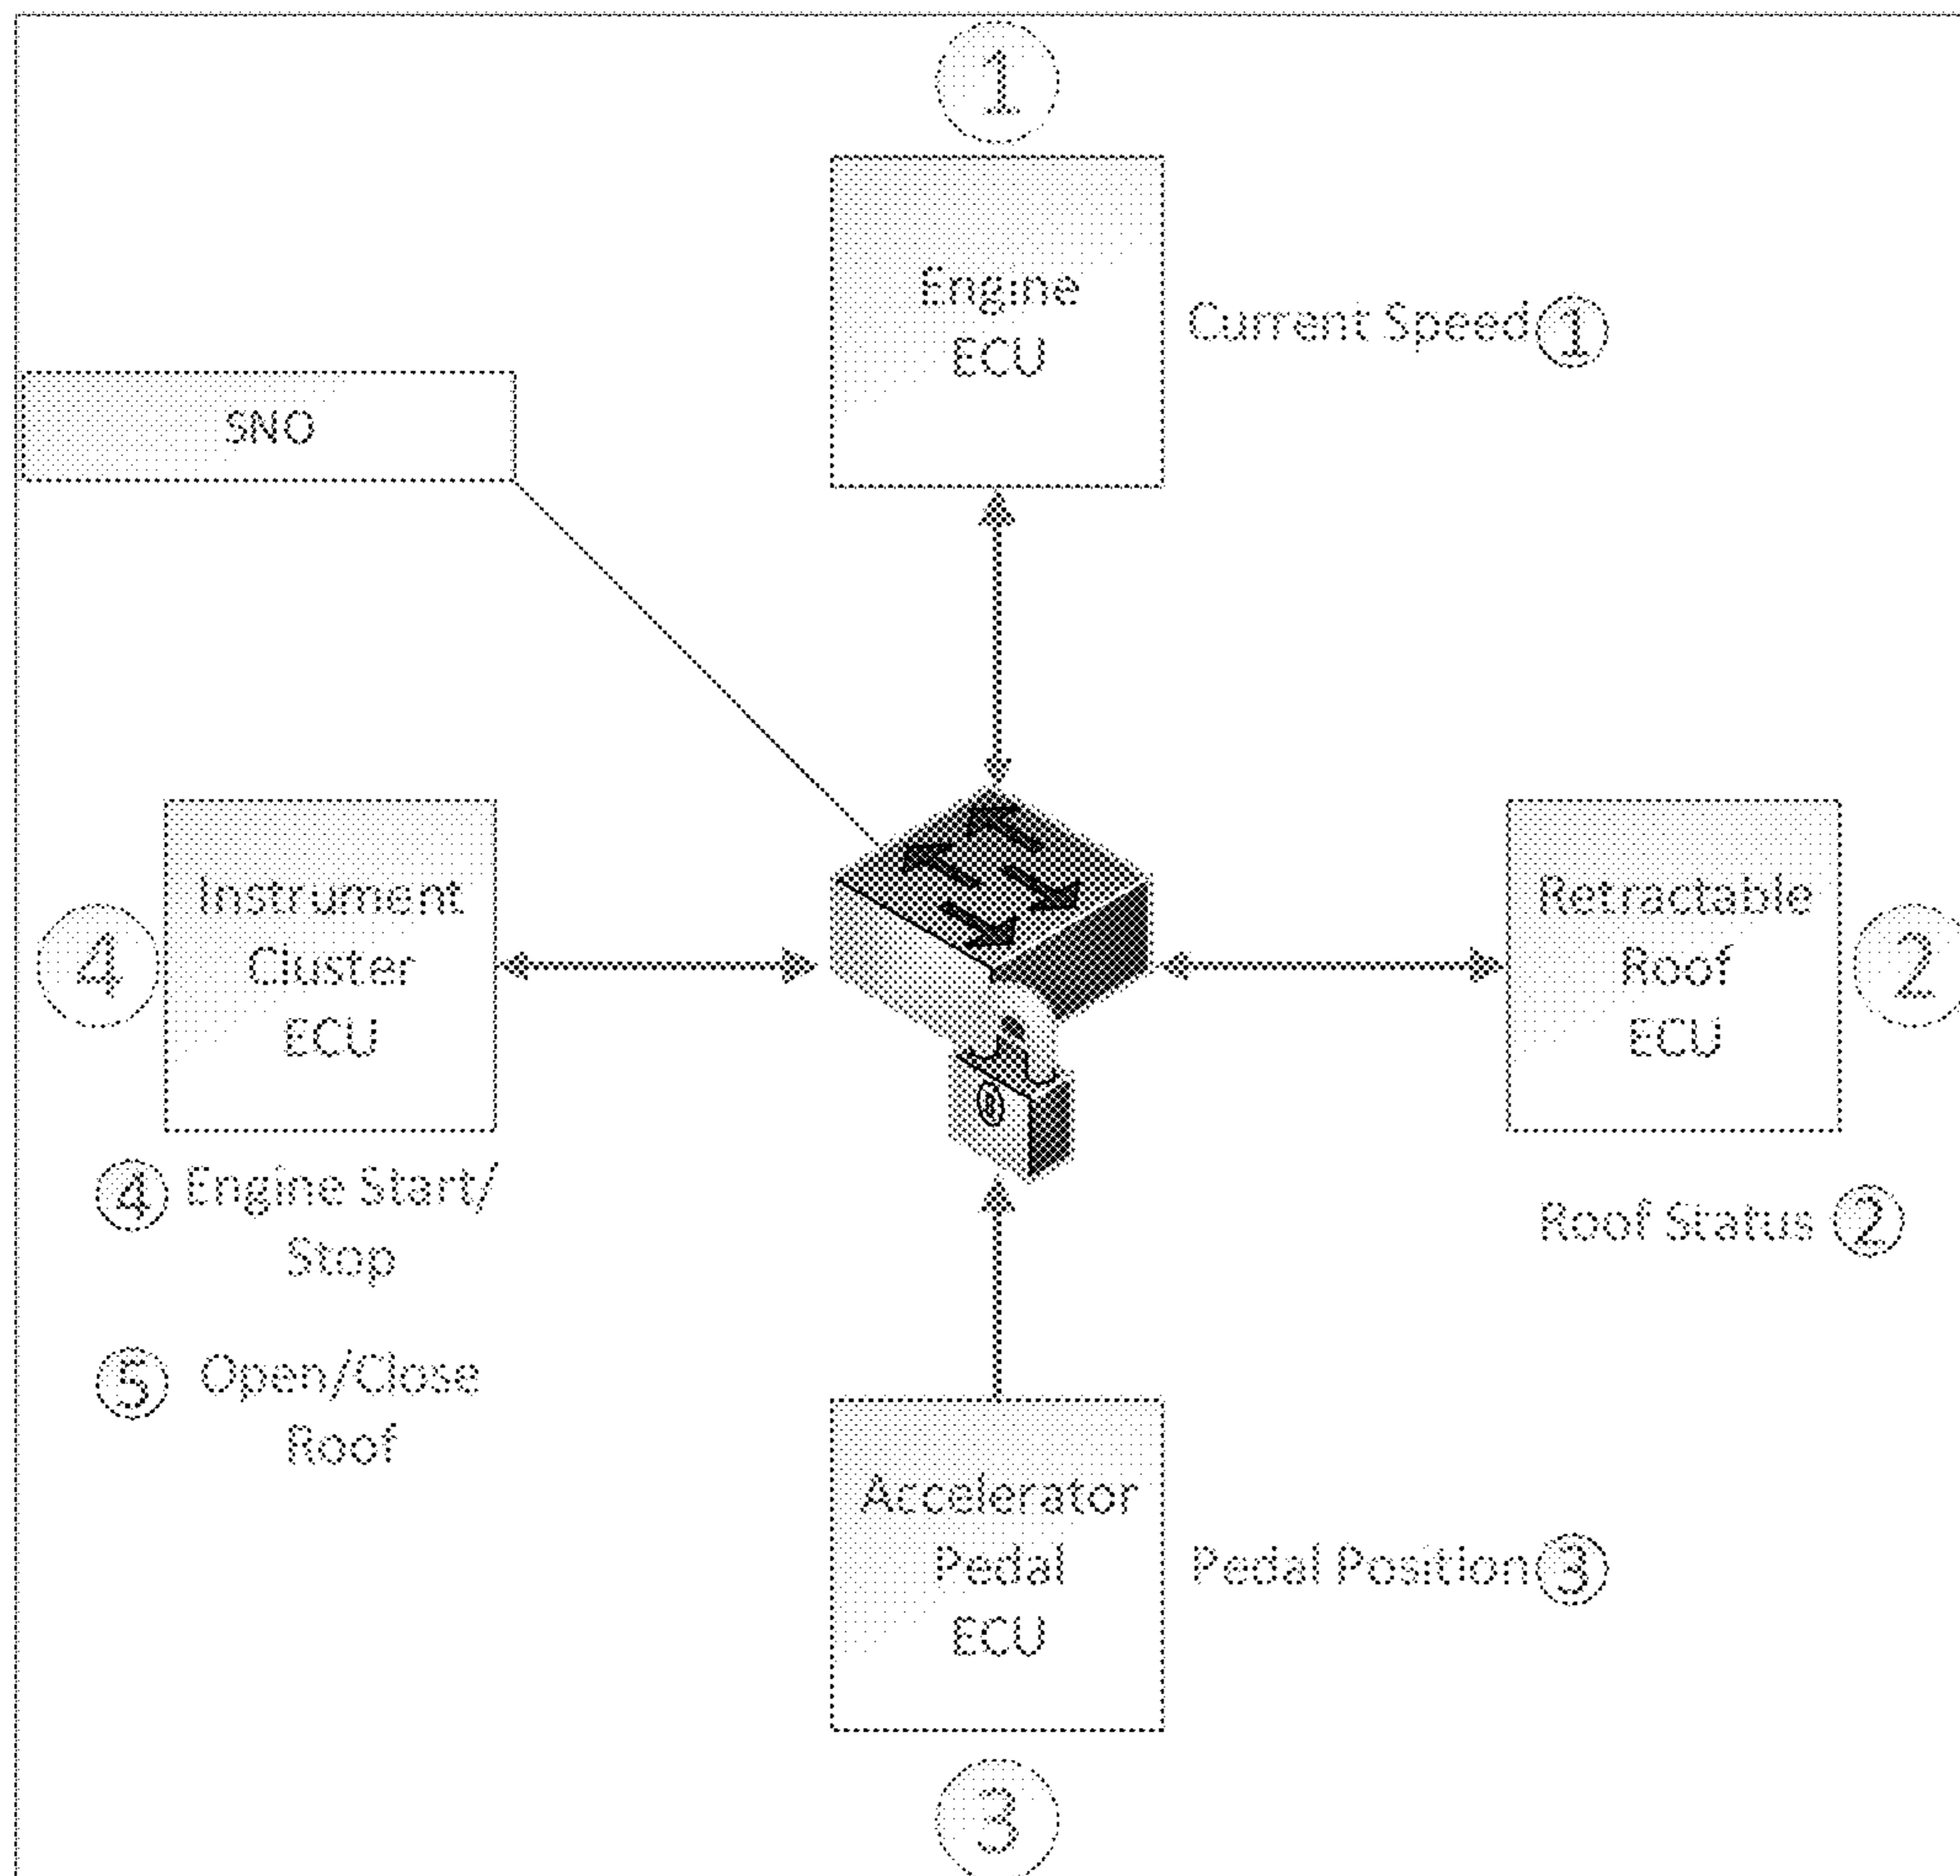 1
Engine
ECU
Current Speed 1
SNO
4
Instrument
Cluster
ECU
Retractable
Roof
ECU
2
4 Engine Start/
Stop
5 Open/Close
Roof
Roof Status 2
®
Accelerator
Pedal
ECU
Pedal Position 3
3